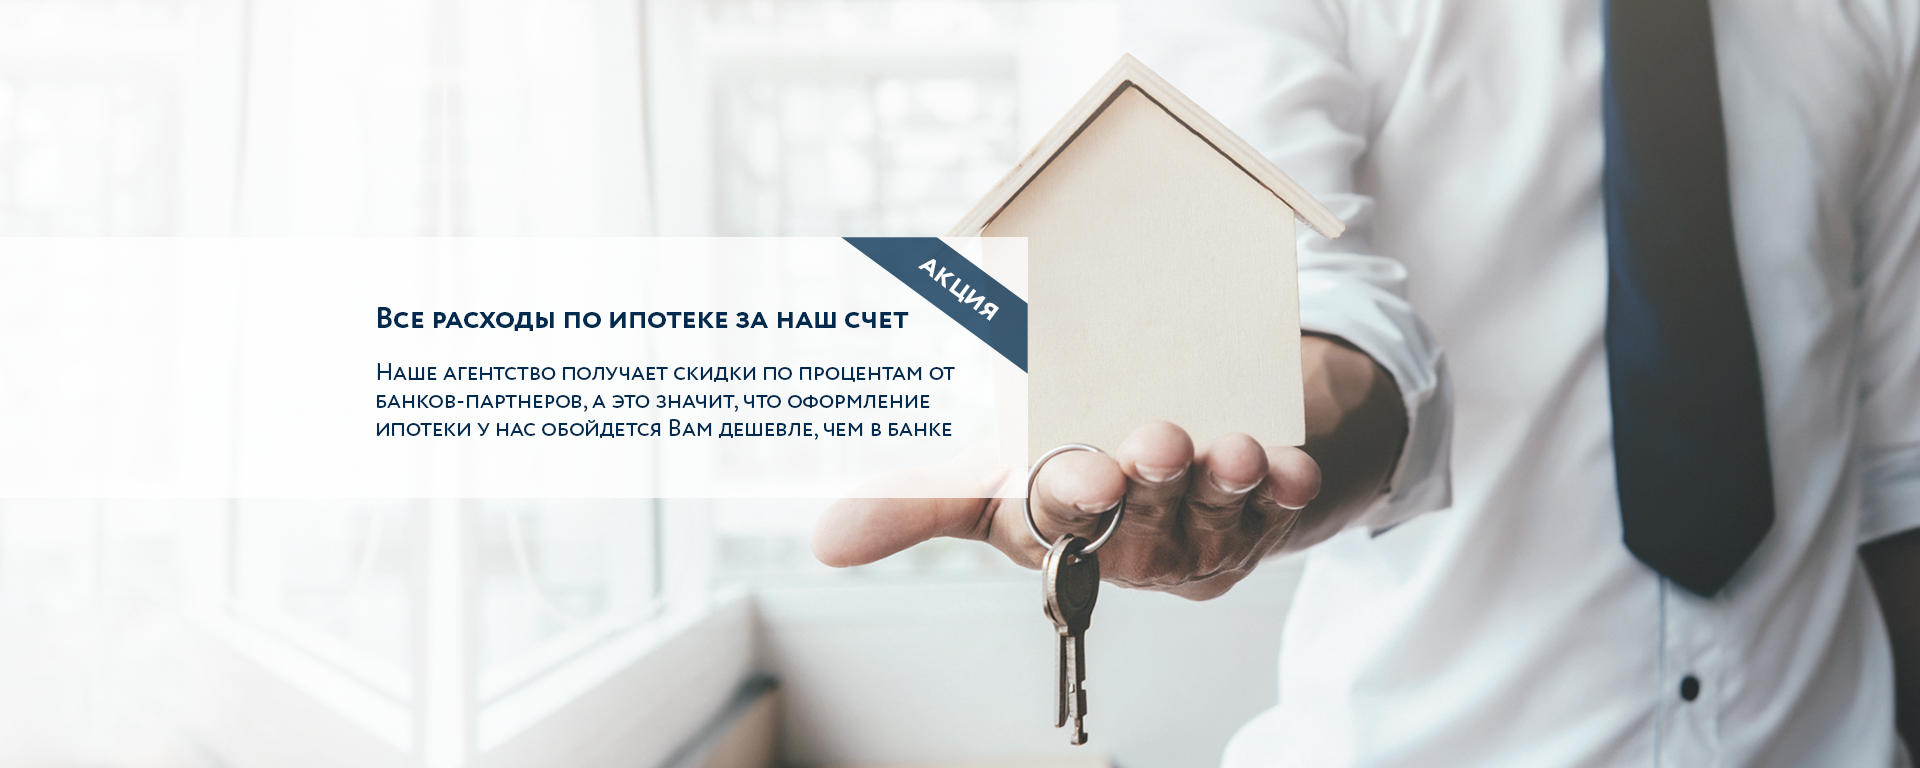 АКЦИЯ
Все расходы по ипотеке за наш счет
Наше агентство получает скидки по процентам от
банков-партнеров, а это значит, что оформление
ипотеки у нас обойдется Вам дешевле, чем в банке